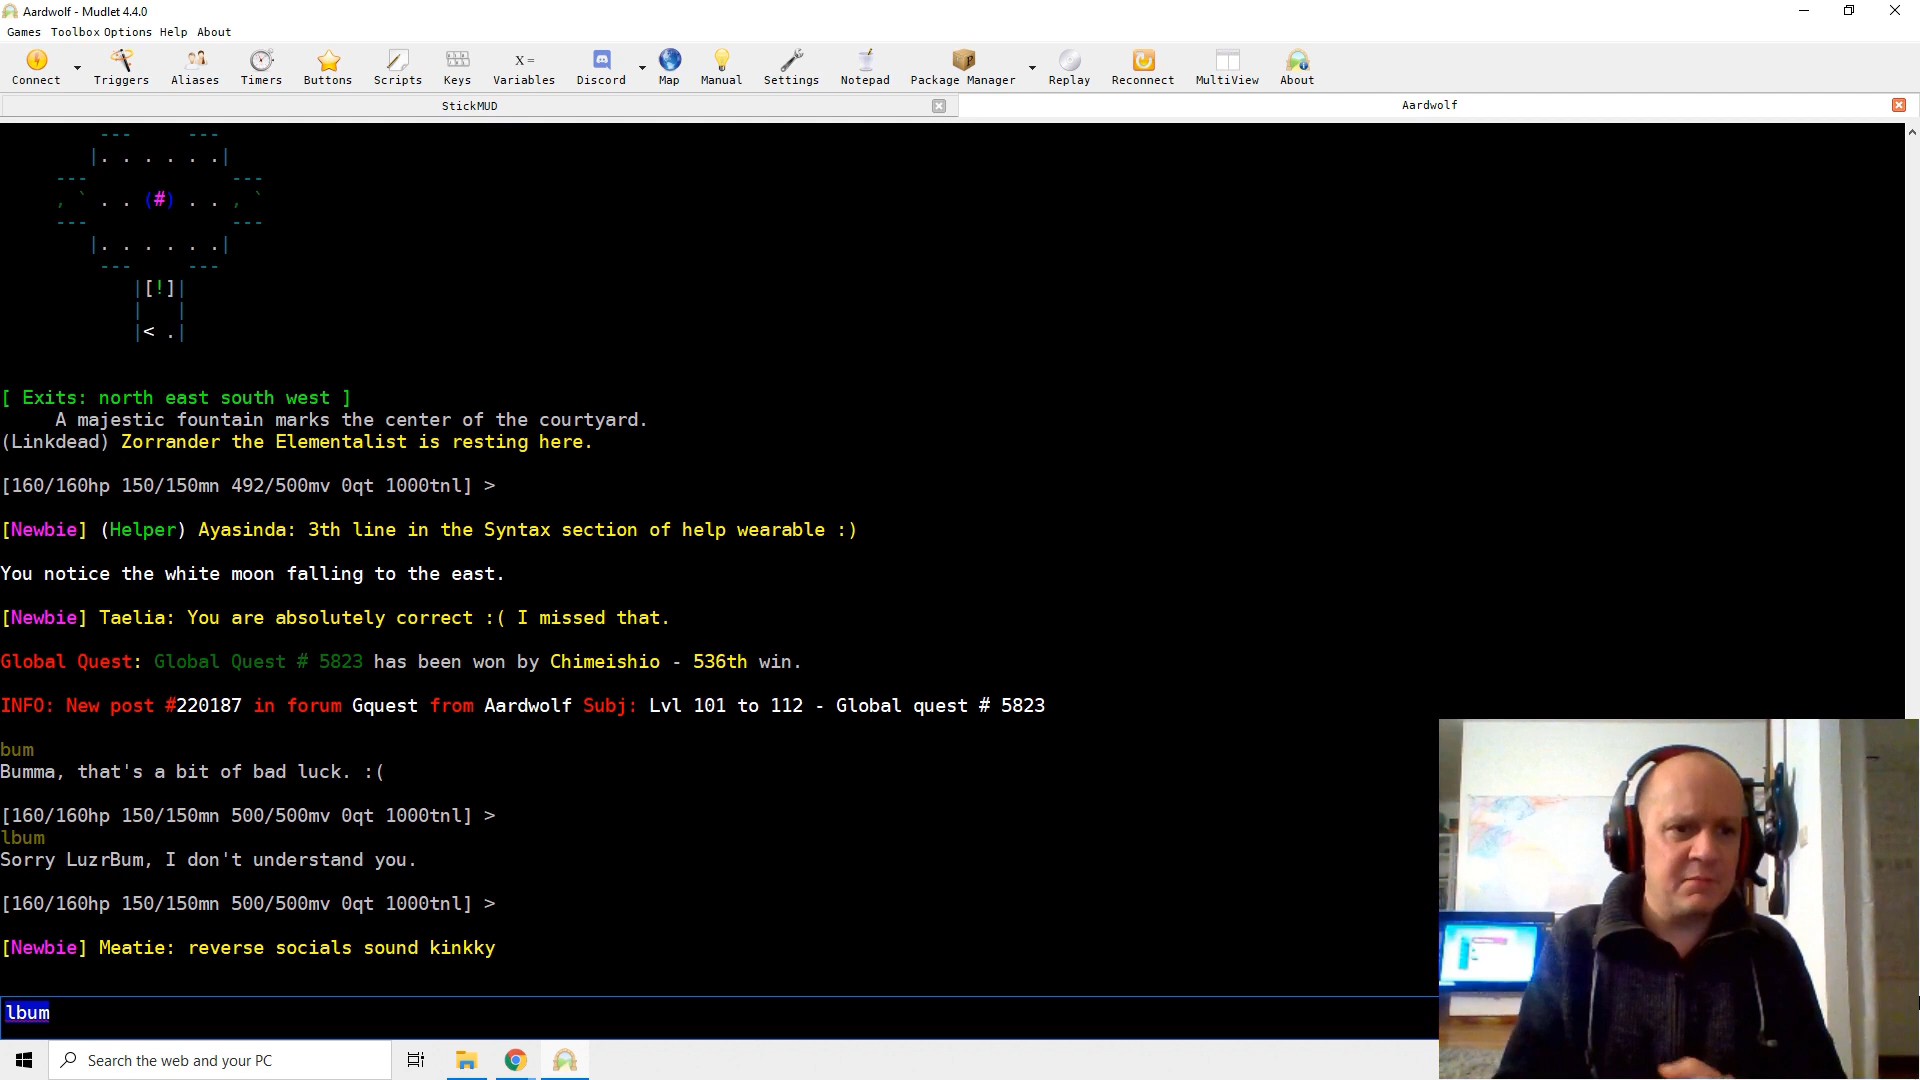 Aardwolf - Mudlet 4.4.0
Games Toolbox Options Help About
Connect Triggers Aliases Timers Buttons Scripts Keys Variables Discord Map Manual Settings Notepad Package Manager Replay Reconnect MultiView About
StickMUD Aardwolf
--- ---
|. . . . . .|
--- ---
, ` . . (#) . . , `
--- ---
|. . . . . .|
--- ---
|[!]|
| |
|< .|
[ Exits: north east south west ]
A majestic fountain marks the center of the courtyard.
(Linkdead) Zorrander the Elementalist is resting here.
[160/160hp 150/150mn 492/500mv 0qt 1000tnl] >
[Newbie] (Helper) Ayasinda: 3th line in the Syntax section of help wearable :)
You notice the white moon falling to the east.
[Newbie] Taelia: You are absolutely correct :( I missed that.
Global Quest: Global Quest # 5823 has been won by Chimeishio - 536th win.
INFO: New post #220187 in forum Gquest from Aardwolf Subj: Lvl 101 to 112 - Global quest # 5823
bum
Bumma, that's a bit of bad luck. :(
[160/160hp 150/150mn 500/500mv 0qt 1000tnl] >
lbum
Sorry LuzrBum, I don't understand you.
[160/160hp 150/150mn 500/500mv 0qt 1000tnl] >
[Newbie] Meatie: reverse socials sound kinkky
lbum
Search the web and your PC